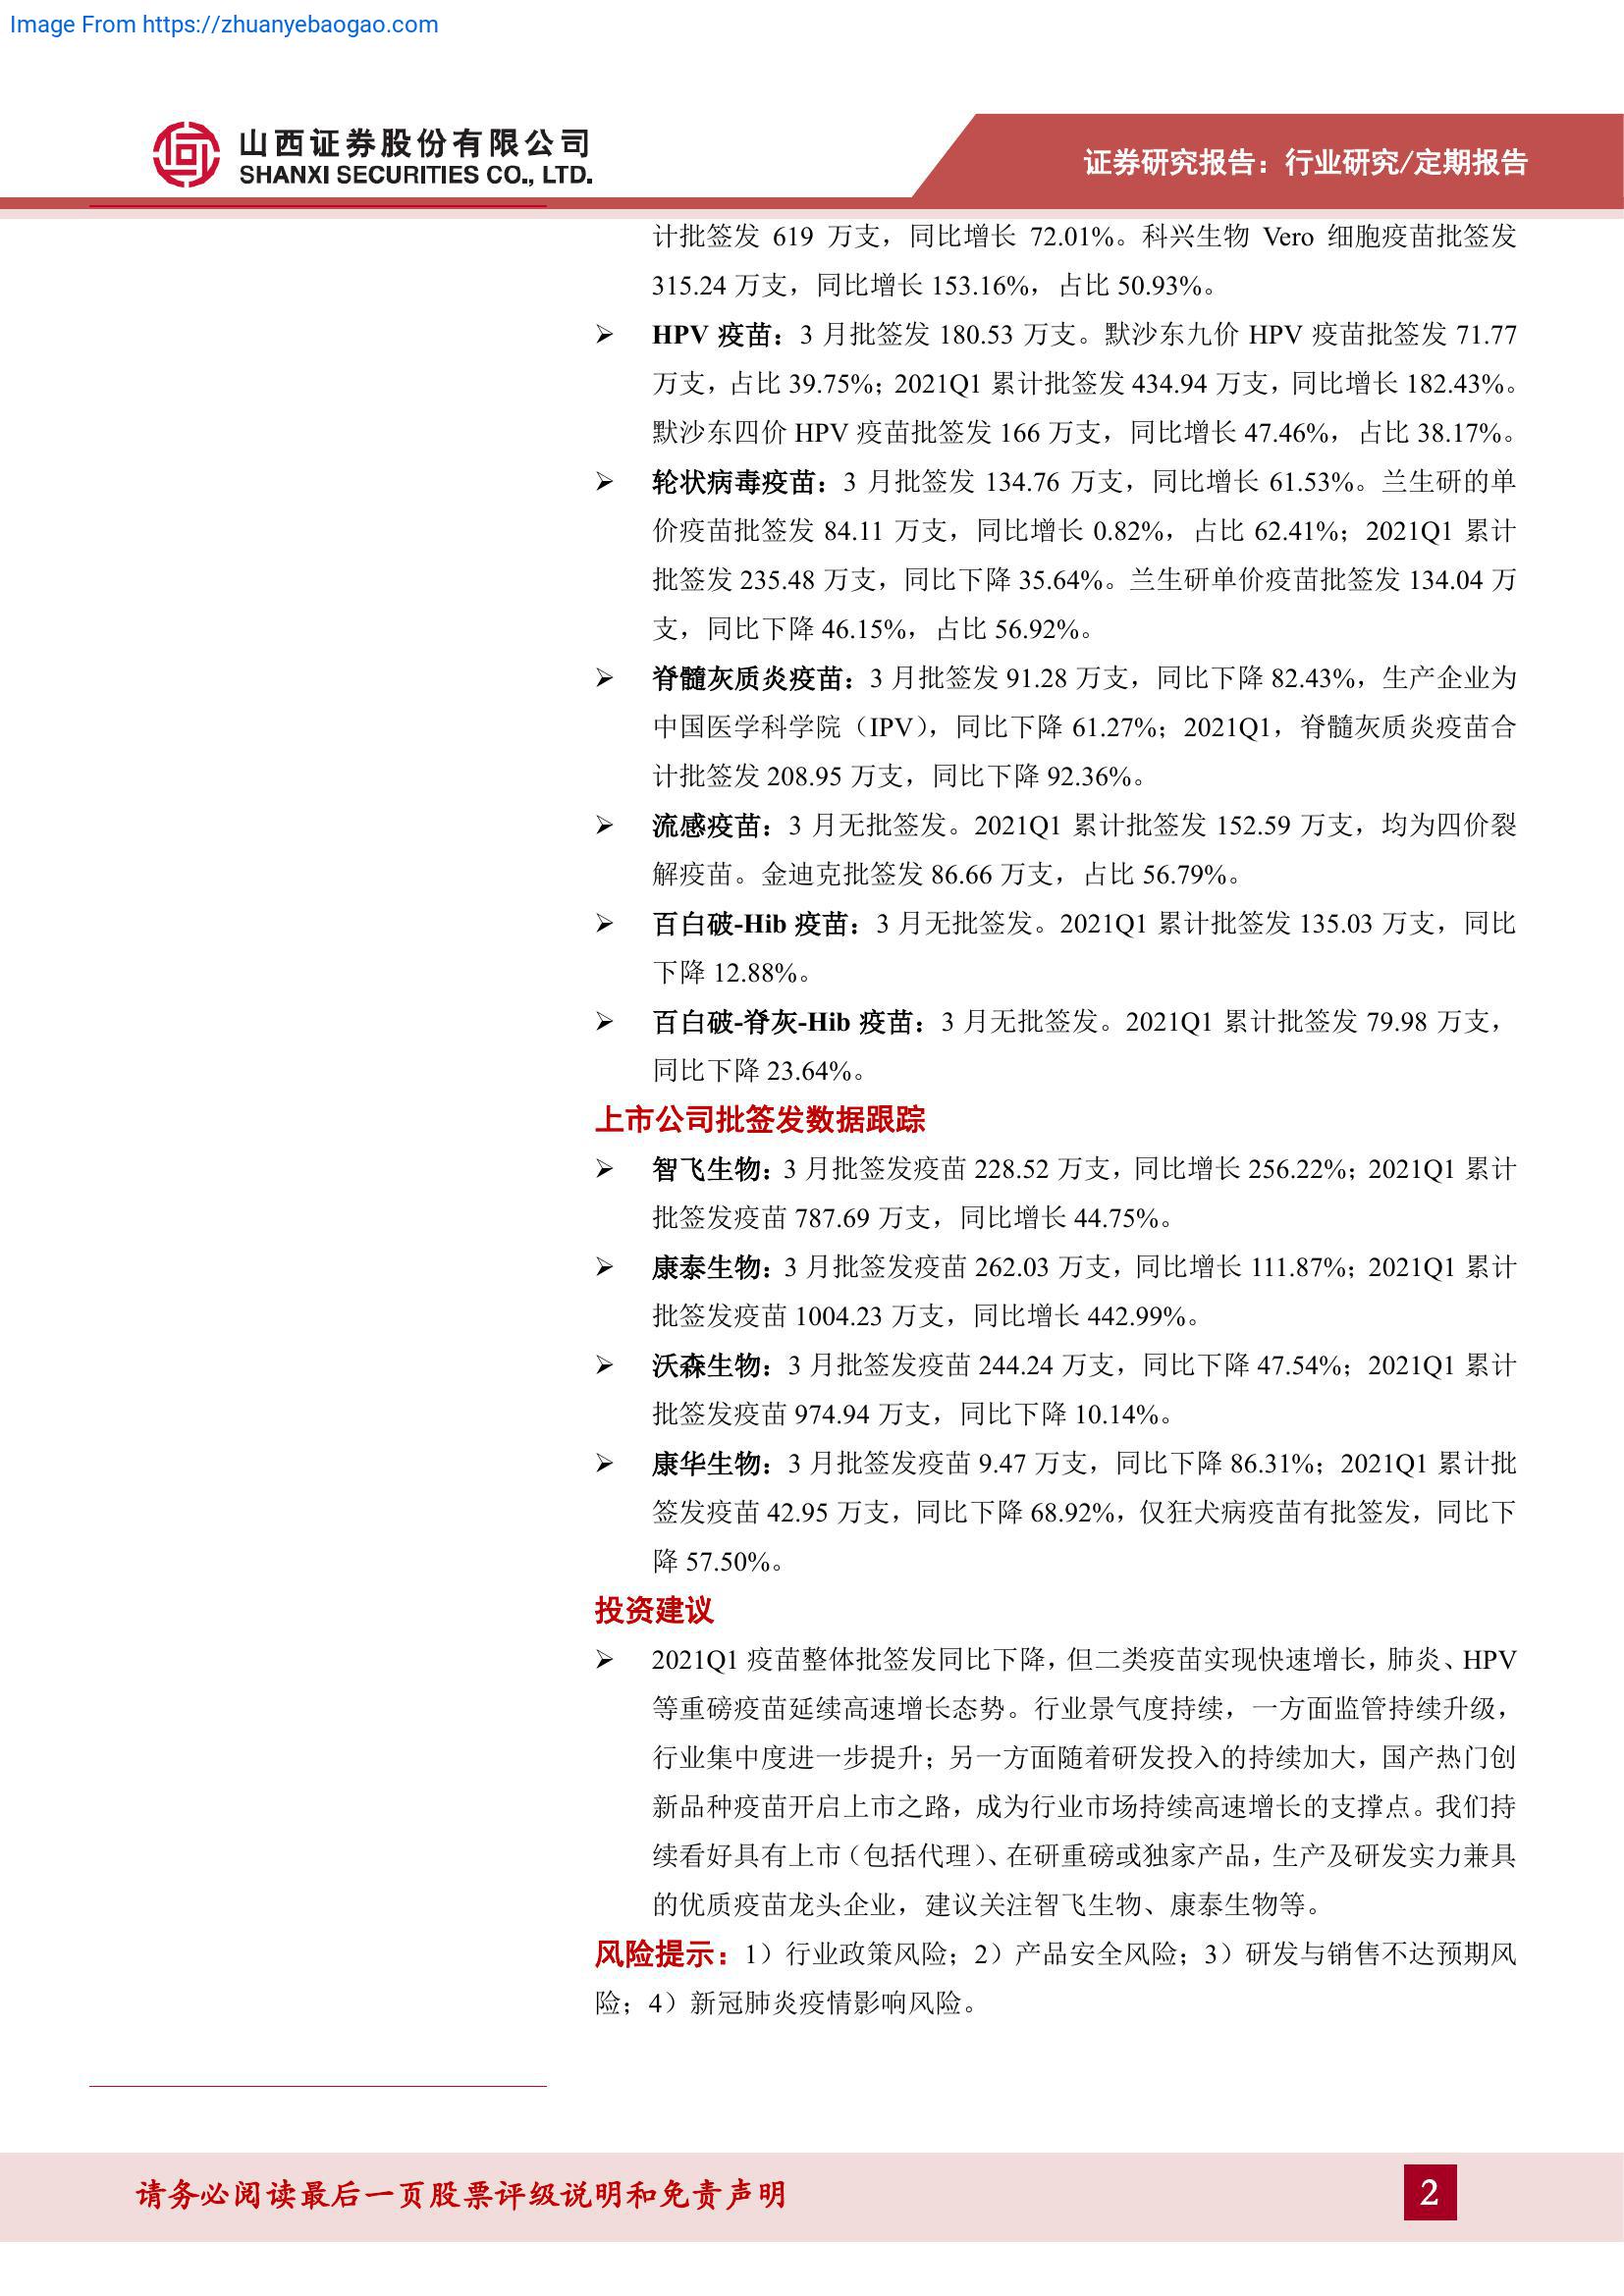 Image From https://zhuanyebaogao.com
山西证券股份有限公司
SHANXI SECURITIES CO., LTD.
证券研究报告：行业研究/定期报告
计批签发 619 万支，同比增长 72.01%。科兴生物 Vero 细胞疫苗批签发
315.24 万支，同比增长 153.16%，占比 50.93%。
➢ HPV 疫苗：3 月批签发 180.53 万支。默沙东九价 HPV 疫苗批签发 71.77
万支，占比 39.75%；2021Q1 累计批签发 434.94 万支，同比增长 182.43%。
默沙东四价 HPV 疫苗批签发 166 万支，同比增长 47.46%，占比 38.17%。
➢ 轮状病毒疫苗：3 月批签发 134.76 万支，同比增长 61.53%。兰生研的单
价疫苗批签发 84.11 万支，同比增长 0.82%，占比 62.41%；2021Q1 累计
批签发 235.48 万支，同比下降 35.64%。兰生研单价疫苗批签发 134.04 万
支，同比下降 46.15%，占比 56.92%。
➢ 脊髓灰质炎疫苗：3 月批签发 91.28 万支，同比下降 82.43%，生产企业为
中国医学科学院（IPV），同比下降 61.27%；2021Q1，脊髓灰质炎疫苗合
计批签发 208.95 万支，同比下降 92.36%。
➢ 流感疫苗：3 月无批签发。2021Q1 累计批签发 152.59 万支，均为四价裂
解疫苗。金迪克批签发 86.66 万支，占比 56.79%。
➢ 百白破-Hib 疫苗：3 月无批签发。2021Q1 累计批签发 135.03 万支，同比
下降 12.88%。
➢ 百白破-脊灰-Hib 疫苗：3 月无批签发。2021Q1 累计批签发 79.98 万支，
同比下降 23.64%。
上市公司批签发数据跟踪
➢ 智飞生物：3 月批签发疫苗 228.52 万支，同比增长 256.22%；2021Q1 累计
批签发疫苗 787.69 万支，同比增长 44.75%。
➢ 康泰生物：3 月批签发疫苗 262.03 万支，同比增长 111.87%；2021Q1 累计
批签发疫苗 1004.23 万支，同比增长 442.99%。
➢ 沃森生物：3 月批签发疫苗 244.24 万支，同比下降 47.54%；2021Q1 累计
批签发疫苗 974.94 万支，同比下降 10.14%。
➢ 康华生物：3 月批签发疫苗 9.47 万支，同比下降 86.31%；2021Q1 累计批
签发疫苗 42.95 万支，同比下降 68.92%，仅狂犬病疫苗有批签发，同比下
降 57.50%。
投资建议
➢ 2021Q1 疫苗整体批签发同比下降，但二类疫苗实现快速增长，肺炎、HPV
等重磅疫苗延续高速增长态势。行业景气度持续，一方面监管持续升级，
行业集中度进一步提升；另一方面随着研发投入的持续加大，国产热门创
新品种疫苗开启上市之路，成为行业市场持续高速增长的支撑点。我们持
续看好具有上市（包括代理）、在研重磅或独家产品，生产及研发实力兼具
的优质疫苗龙头企业，建议关注智飞生物、康泰生物等。
风险提示：1）行业政策风险；2）产品安全风险；3）研发与销售不达预期风
险；4）新冠肺炎疫情影响风险。
请务必阅读最后一页股票评级说明和免责声明
2